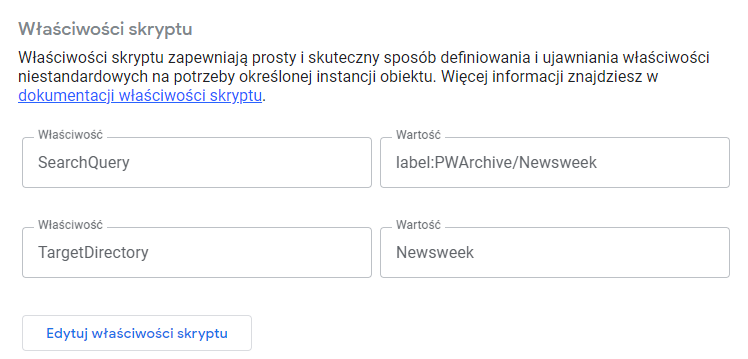 Właściwości skryptu
Właściwości skryptu zapewniają prosty i skuteczny sposób definiowania i ujawniania właściwości
niestandardowych na potrzeby określonej instancji obiektu. Więcej informacji znajdziesz w
dokumentacji właściwości skryptu.
Właściwość
SearchQuery
Wartość
label:PWArchive/Newsweek
Właściwość
TargetDirectory
Wartość
Newsweek
Edytuj właściwości skryptu